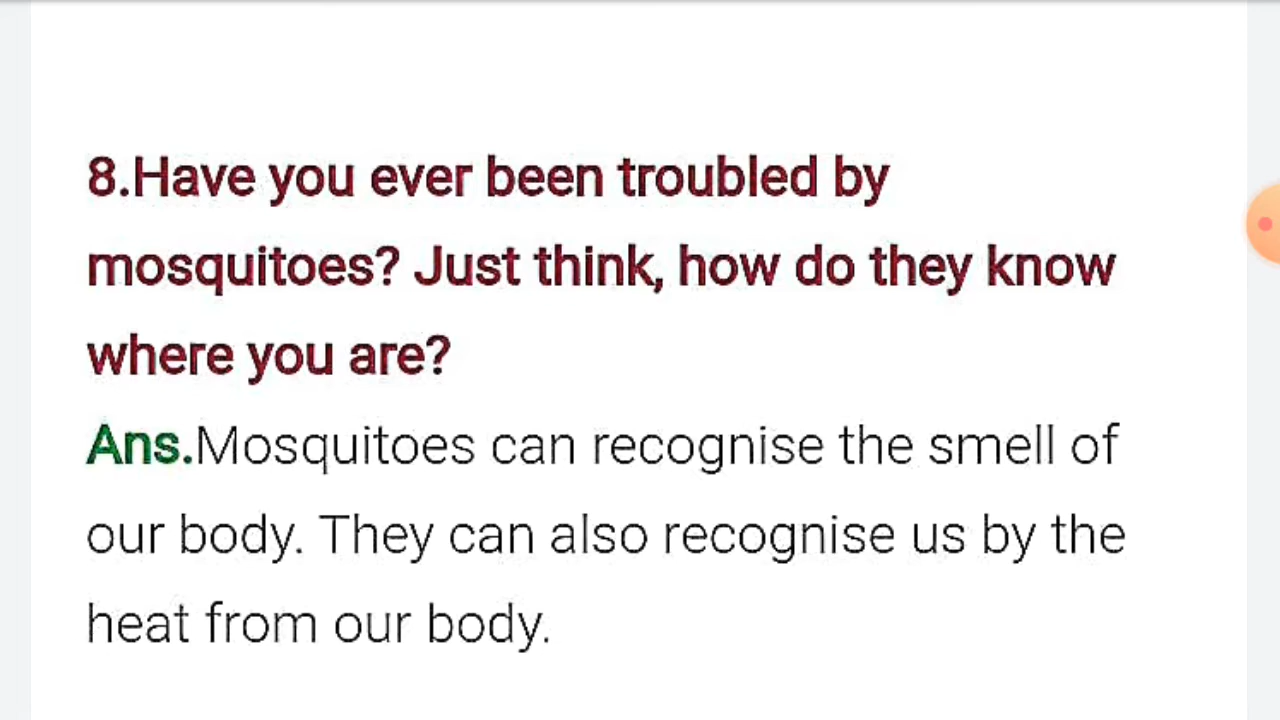 8.Have you ever been troubled by
mosquitoes? Just think, how do they know
where you are?
Ans.Mosquitoes can recognise the smell of
our body. They can also recognise us by the
heat from our body.